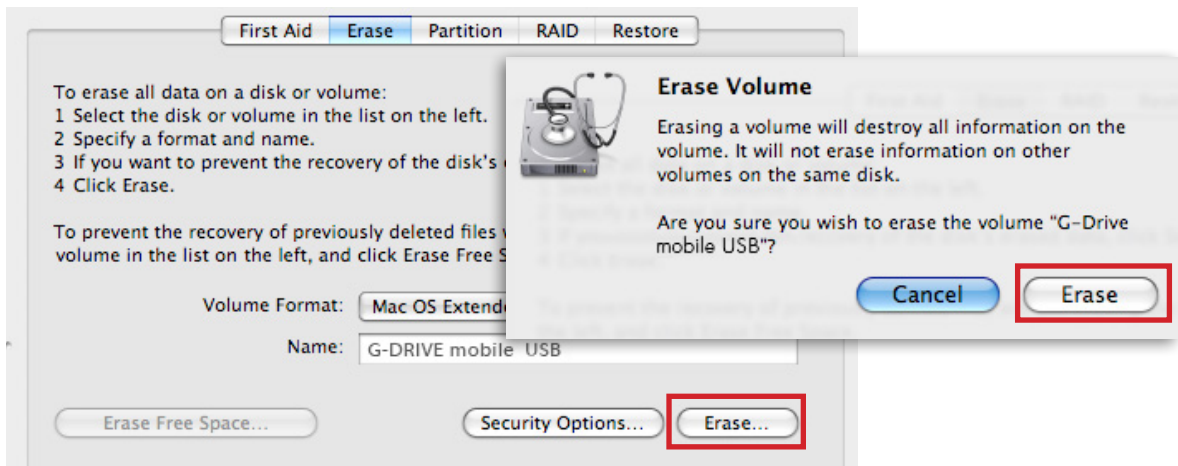 First Aid Erase Partition RAID Restore
To erase all data on a disk or volume:
1 Select the disk or volume in the list on the left.
2 Specify a format and name.
3 If you want to prevent the recovery of the disk's
4 Click Erase.
To prevent the recovery of previously deleted files
volume in the list on the left, and click Erase Free
Volume Format: Mac OS Extende
Name: G-DRIVE mobile USB
Erase Free Space... Security Options... Erase...
Erase Volume
Erasing a volume will destroy all information on the
volume. It will not erase information on other
volumes on the same disk.
Are you sure you wish to erase the volume "G-Drive
mobile USB"?
Cancel Erase